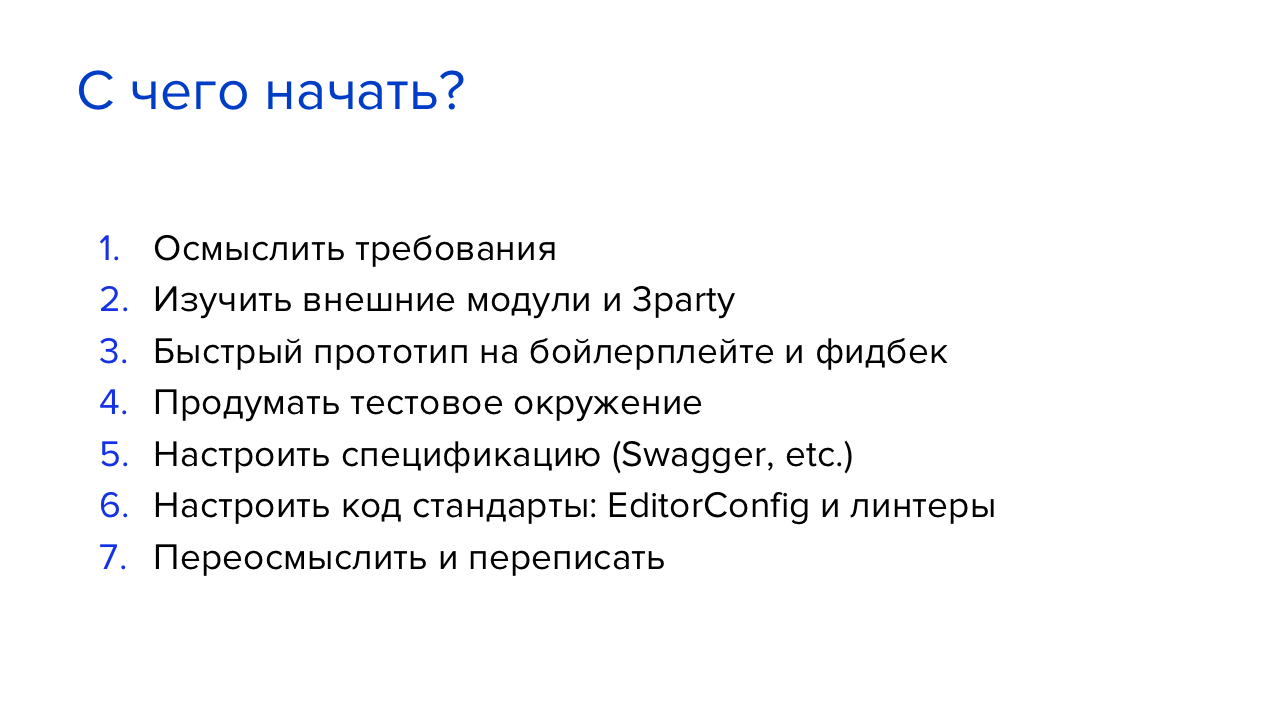 С чего начать?
1. Осмыслить требования
2. Изучить внешние модули и 3party
3. Быстрый прототип на бойлерплейте и фидбек
4. Продумать тестовое окружение
5. Настроить спецификацию (Swagger, etc.)
6. Настроить код стандарты: EditorConfig и линтеры
7. Переосмыслить и переписать